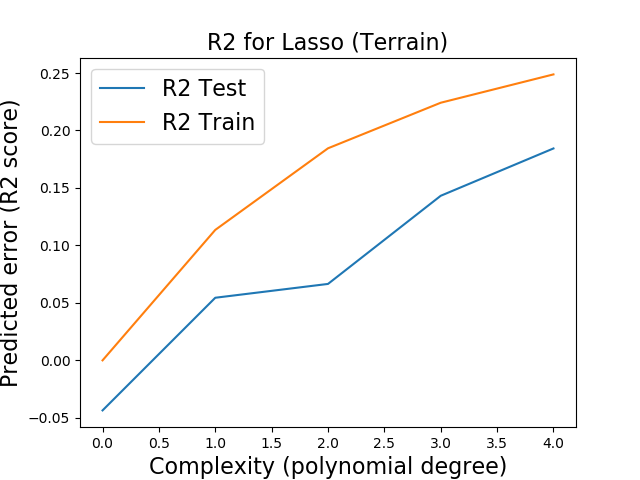 R2 for Lasso (Terrain)
R2 Test
R2 Train
Predicted error (R2 score)
0.25
0.20
0.15
0.10
0.05
0.00
−0.05
0.0 0.5 1.0 1.5 2.0 2.5 3.0 3.5 4.0
Complexity (polynomial degree)